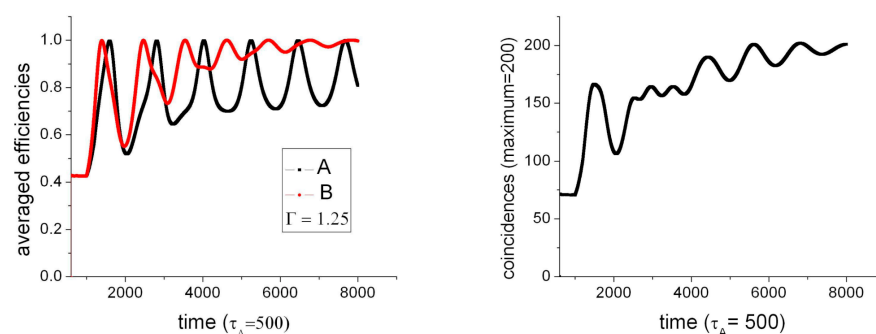 averaged efficiencies
1.0
0.8
0.6
0.4
0.2
0.0
A
B
Γ = 1.25
2000 4000 6000 8000
time (τA=500)
coincidences (maximum=200)
200
150
100
50
0
2000 4000 6000 8000
time (τA= 500)